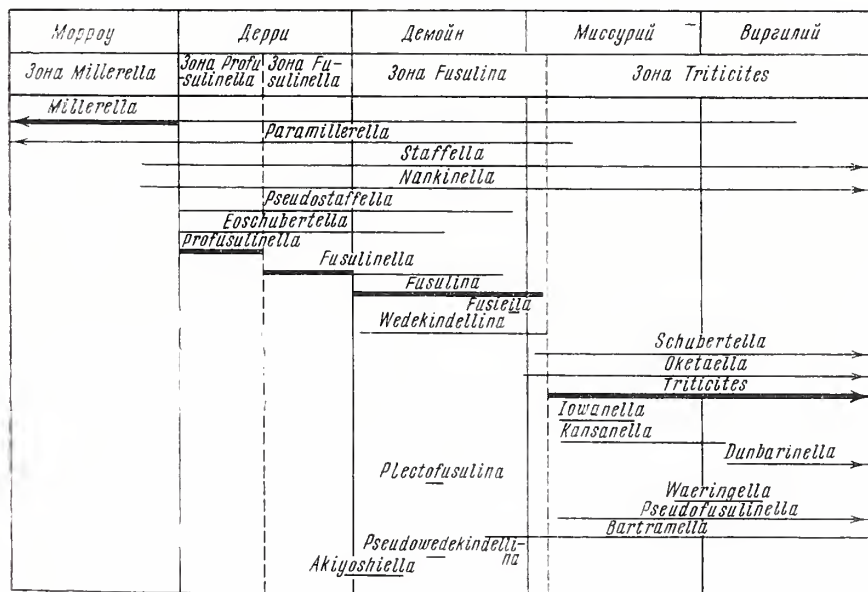 Морроу Дерри Демойн Миссурий Виргилий
Зона Millerella Зона Profu-sulinella Зона Fu-sulinella Зона Fusulina Зона Triticites
Millerella
Paramillerella
Staffella
Nankinella
Pseudostaffella
Eoschubertella
Profusulinella
Fusulinella
Fusulina
Fusiella
Wedekindellina
Schubertella
Oketaella
Triticites
Iowanella
Kansanella
Dunbarinella
Plectofusulina
Waeringella
Pseudofusulinella
Bartramella
Pseudowedekindelli-
na
Akiyoshiella